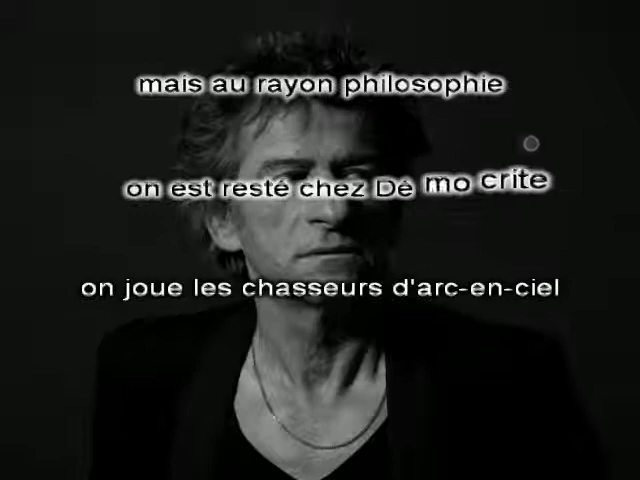 mais au rayon philosophie
on est resté chez Dé mo crite
on joue les chasseurs d'arc-en-ciel